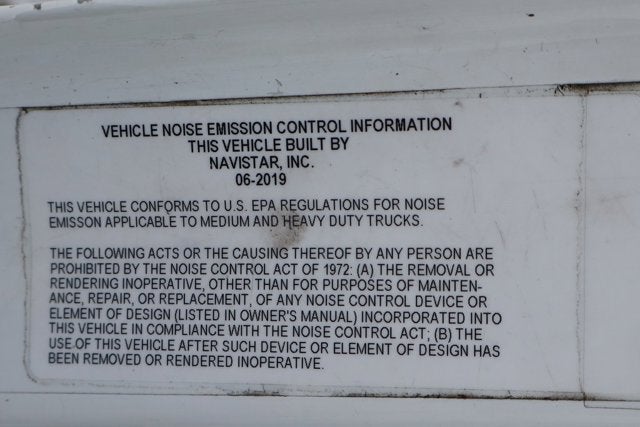 VEHICLE NOISE EMISSION CONTROL INFORMATION
THIS VEHICLE BUILT BY
NAVISTAR, INC.
06-2019
THIS VEHICLE CONFORMS TO U.S. EPA REGULATIONS FOR NOISE
EMISSON APPLICABLE TO MEDIUM AND HEAVY DUTY TRUCKS.
THE FOLLOWING ACTS OR THE CAUSING THEREOF BY ANY PERSON ARE
PROHIBITED BY THE NOISE CONTROL ACT OF 1972: (A) THE REMOVAL OR
RENDERING INOPERATIVE, OTHER THAN FOR PURPOSES OF MAINTEN-
ANCE, REPAIR, OR REPLACEMENT, OF ANY NOISE CONTROL DEVICE OR
ELEMENT OF DESIGN (LISTED IN OWNER'S MANUAL) INCORPORATED INTO
THIS VEHICLE IN COMPLIANCE WITH THE NOISE CONTROL ACT; (B) THE
USE OF THIS VEHICLE AFTER SUCH DEVICE OR ELEMENT OF DESIGN HAS
BEEN REMOVED OR RENDERED INOPERATIVE.